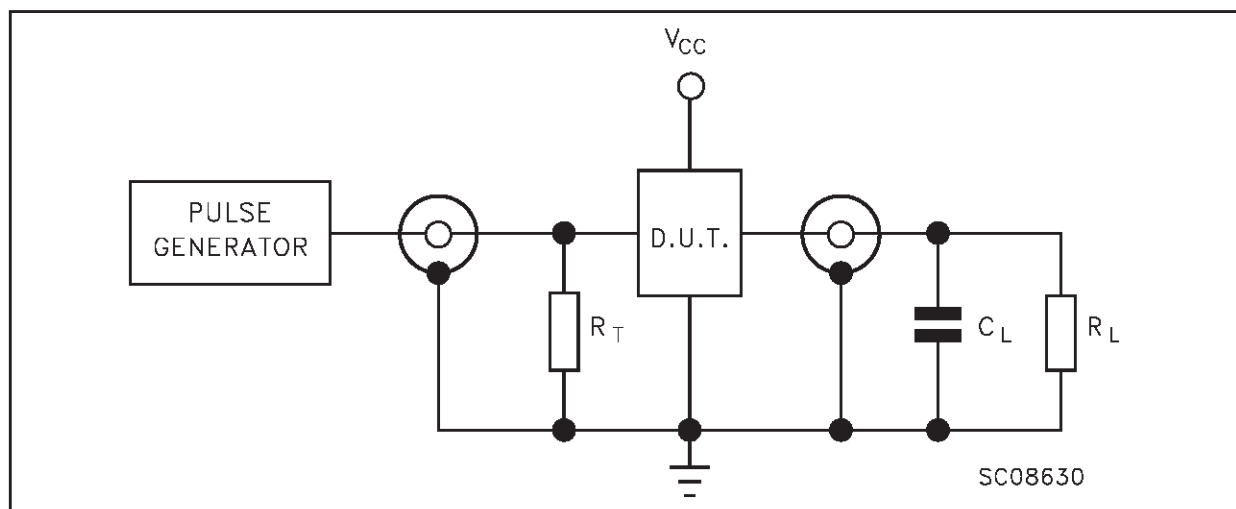 VCC
PULSE
GENERATOR
D.U.T.
RT
CL
RL
SC08630